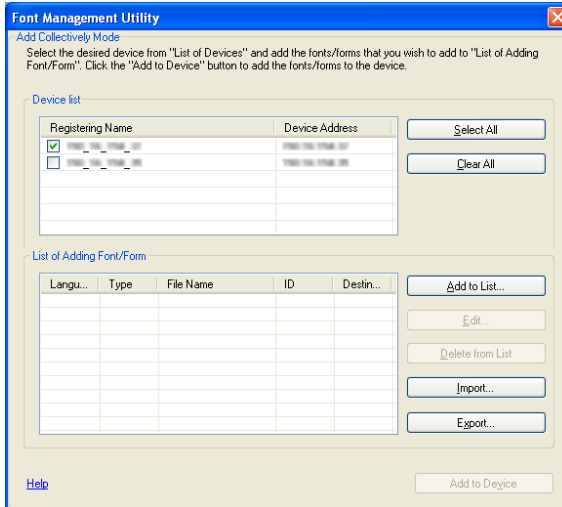 Font Management Utility
Add Collectively Mode
Select the desired device from "List of Devices" and add the fonts/forms that you wish to add to "List of Adding
Font/Form". Click the "Add to Device" button to add the fonts/forms to the device.
Device list
Registering Name Device Address
Select All
Clear All
List of Adding Font/Form
Langu... Type File Name ID Destin...
Add to List...
Edit...
Delete from List
Import...
Export...
Help
Add to Device